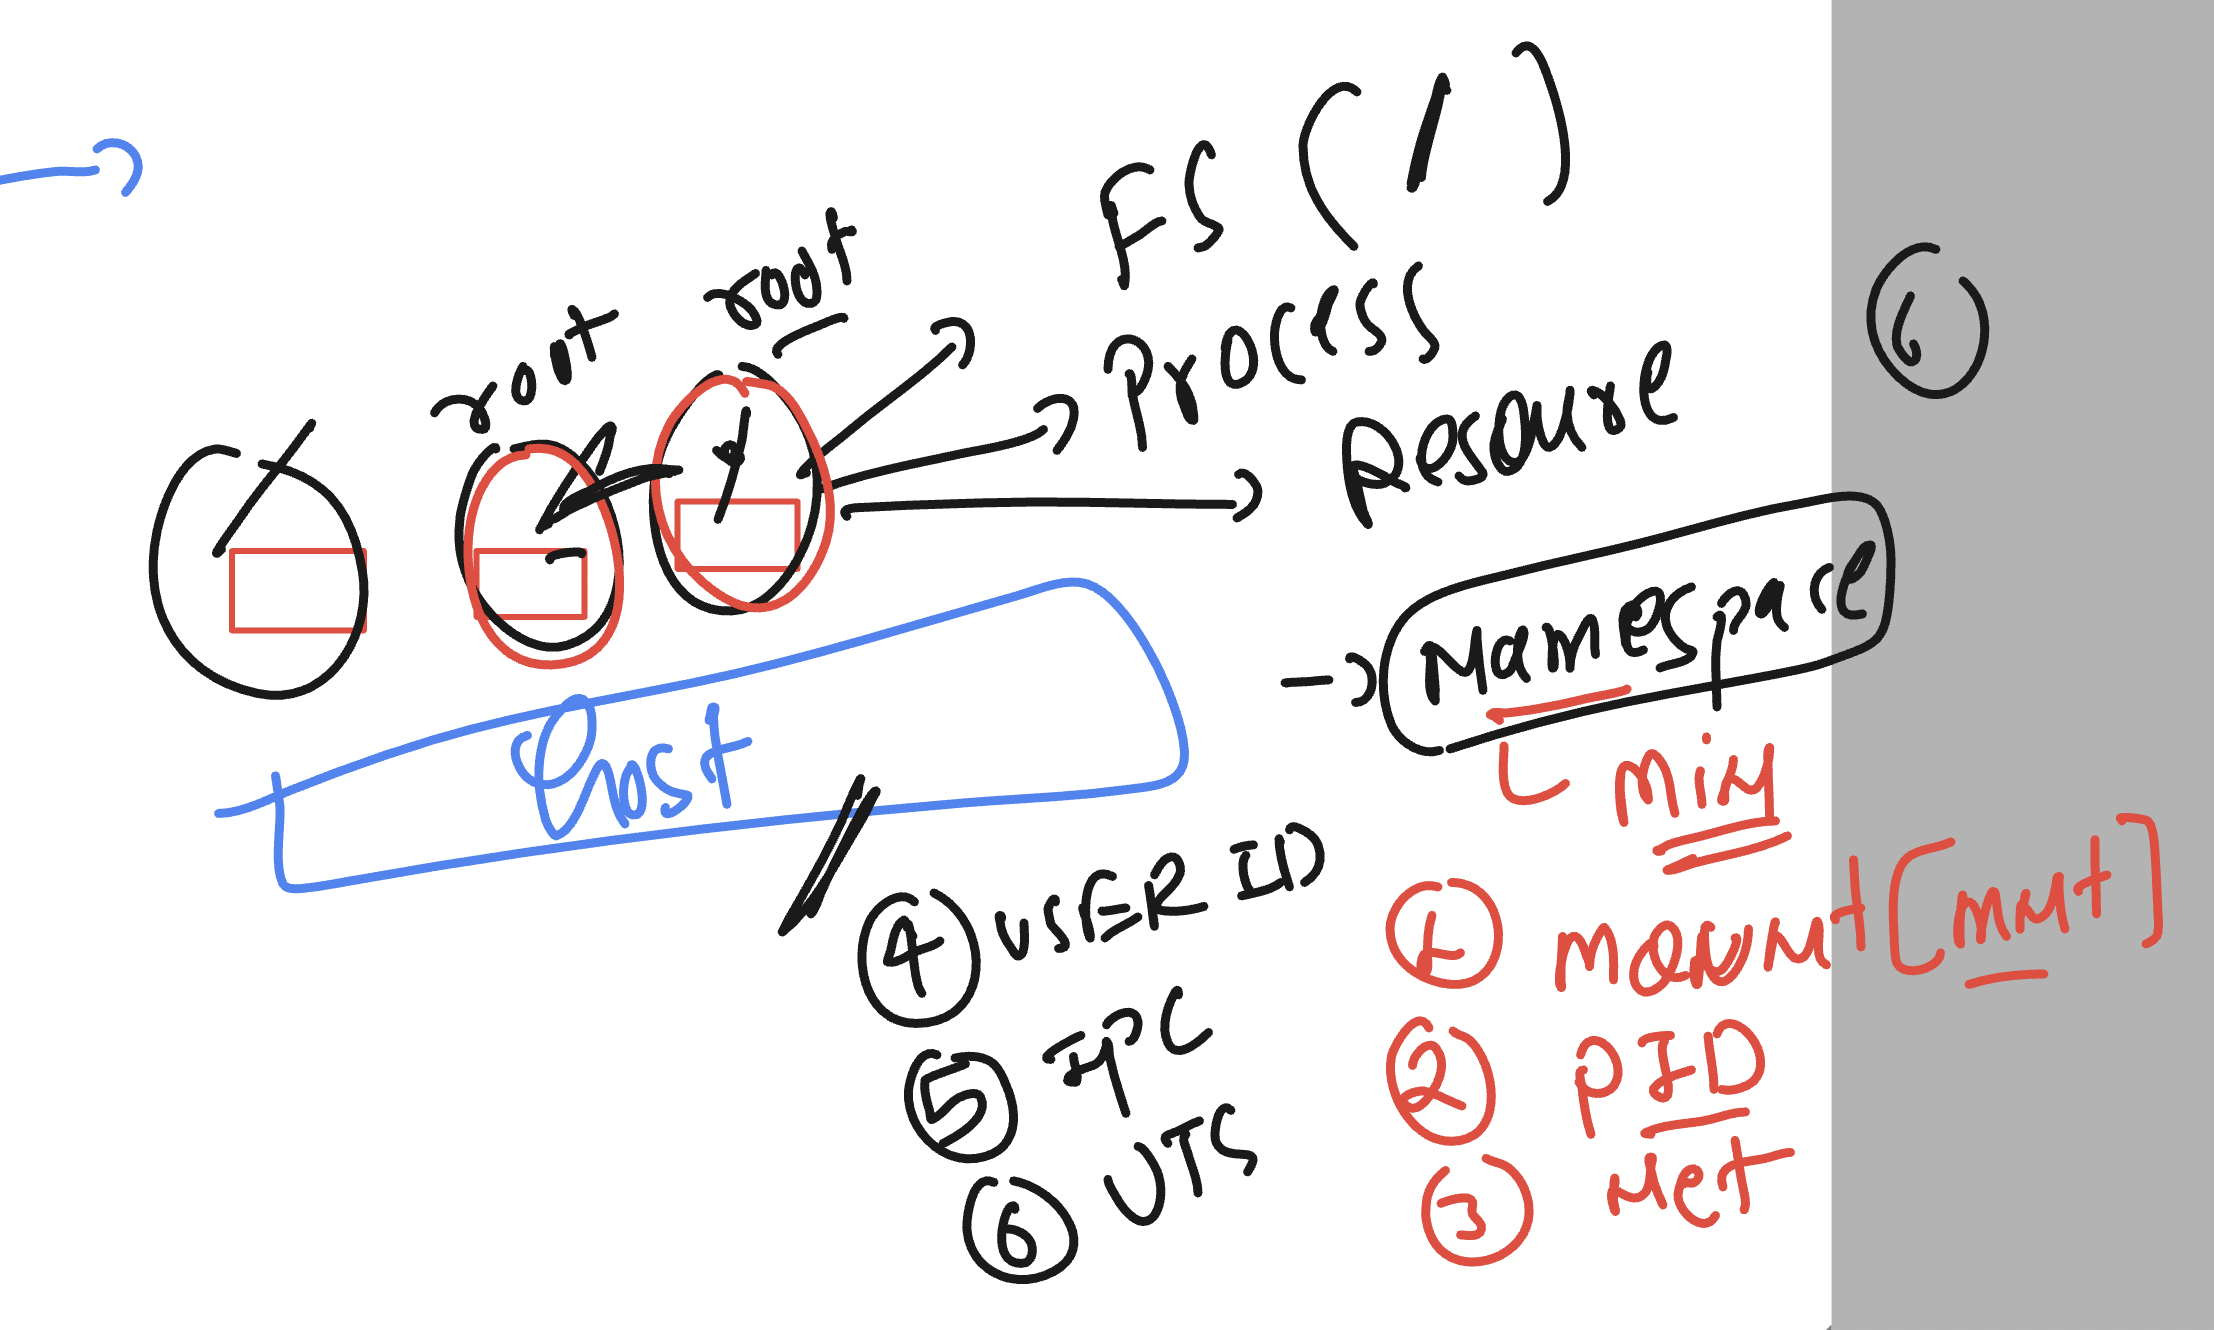 FS ( / )
root
root
Process
Resoure
6
Namespace
host
Min
4 USER ID
1 Mount [mnt]
5 IPC
2 PID
6 UTS
3 Net